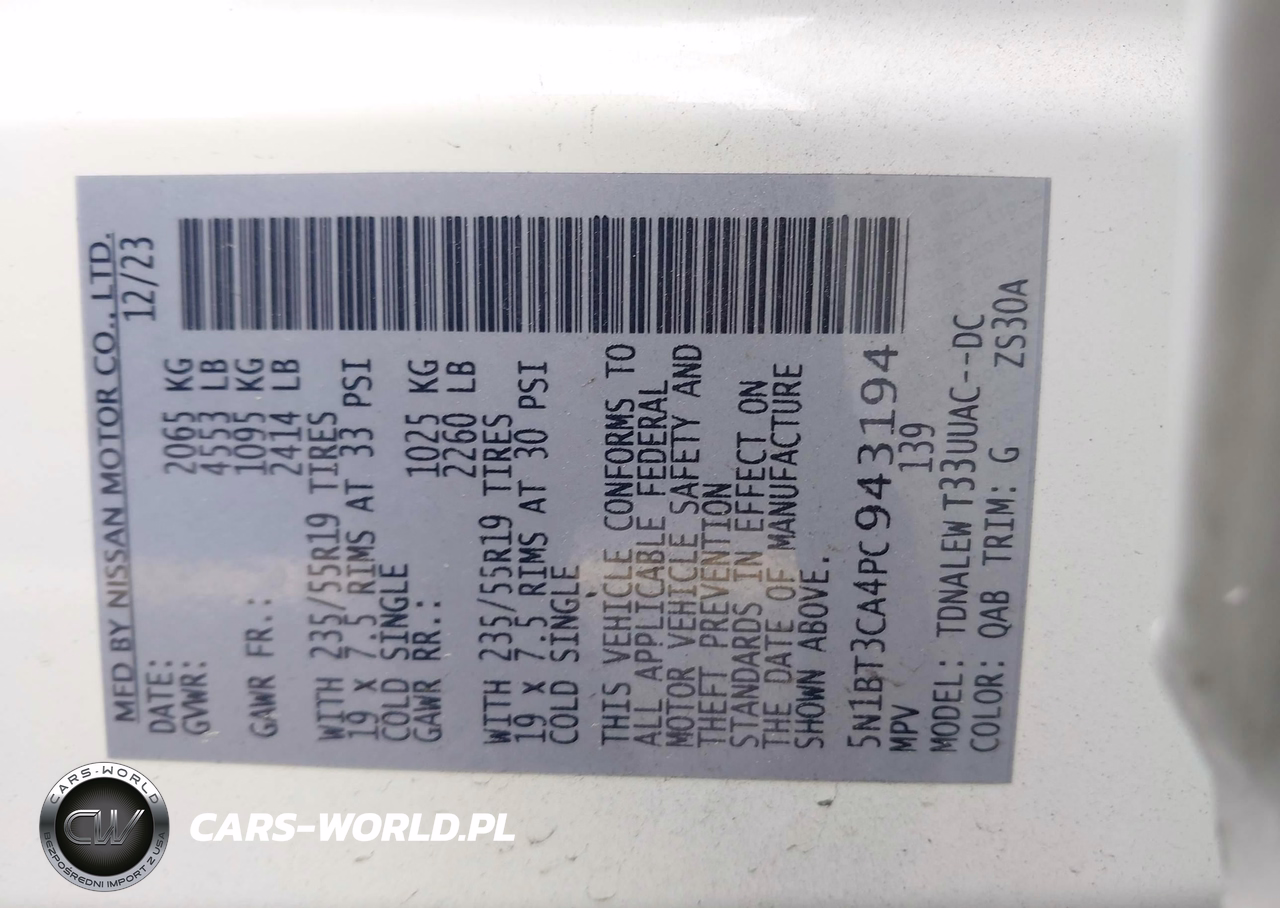 MFD BY NISSAN MOTOR CO., LTD.
DATE: 12/23
GVWR: 2065 KG
4553 LB
GAWR FR.: 1095 KG
2414 LB
WITH 235/55R19 TIRES
19 x 7.5 RIMS AT 33 PSI
COLD SINGLE
GAWR RR.: 1025 KG
2260 LB
WITH 235/55R19 TIRES
19 x 7.5 RIMS AT 30 PSI
COLD SINGLE
THIS VEHICLE CONFORMS TO
ALL APPLICABLE FEDERAL
MOTOR VEHICLE SAFETY AND
THEFT PREVENTION
STANDARDS IN EFFECT ON
THE DATE OF MANUFACTURE
SHOWN ABOVE.
5N1BT3CA4PC943194
MPV 139
MODEL: TDNALEW T33UUAC--DC
COLOR: QAB TRIM: G ZS30A
CARS-WORLD
CW
BEZPOŚREDNI IMPORT Z USA
CARS-WORLD.PL